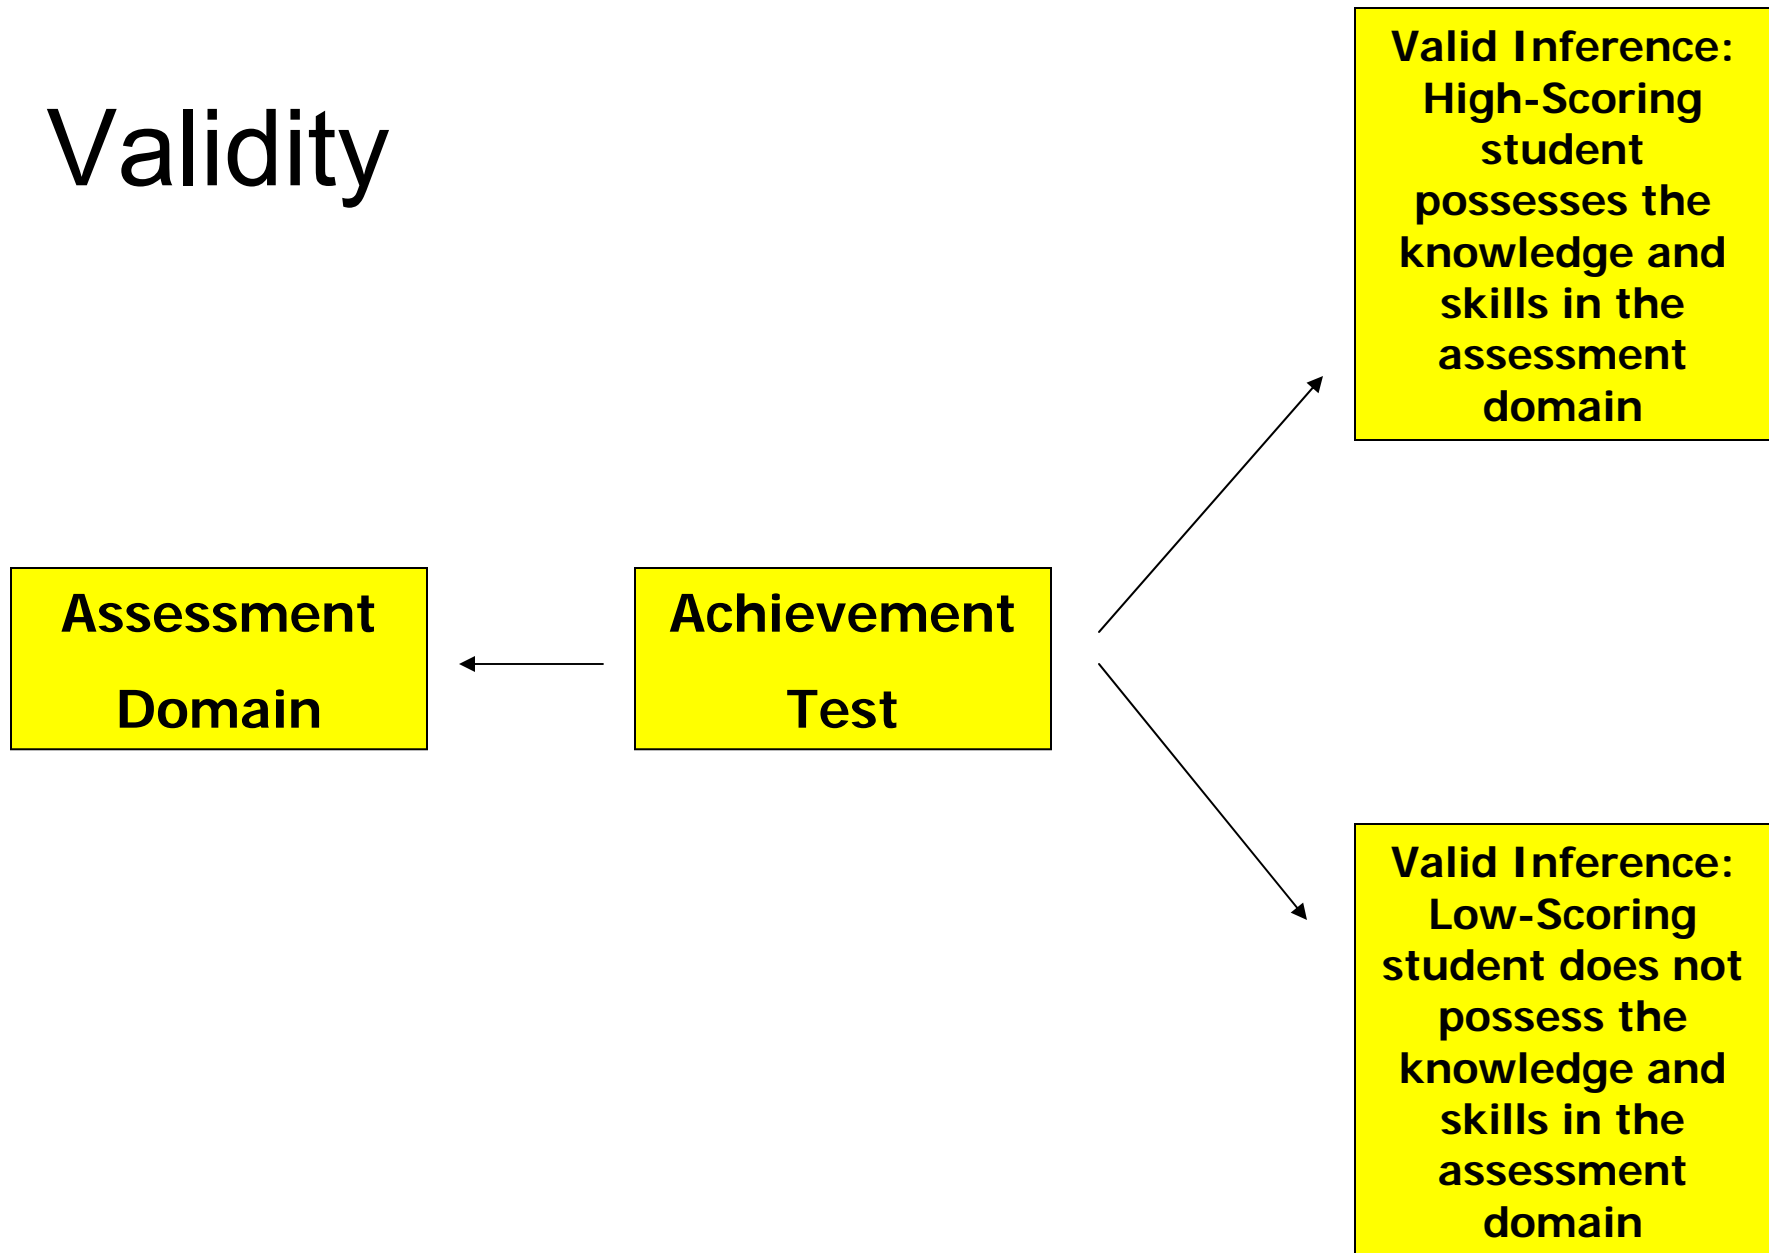 Validity
Valid Inference:
High-Scoring
student
possesses the
knowledge and
skills in the
assessment
domain
Assessment
Domain
Achievement
Test
Valid Inference:
Low-Scoring
student does not
possess the
knowledge and
skills in the
assessment
domain